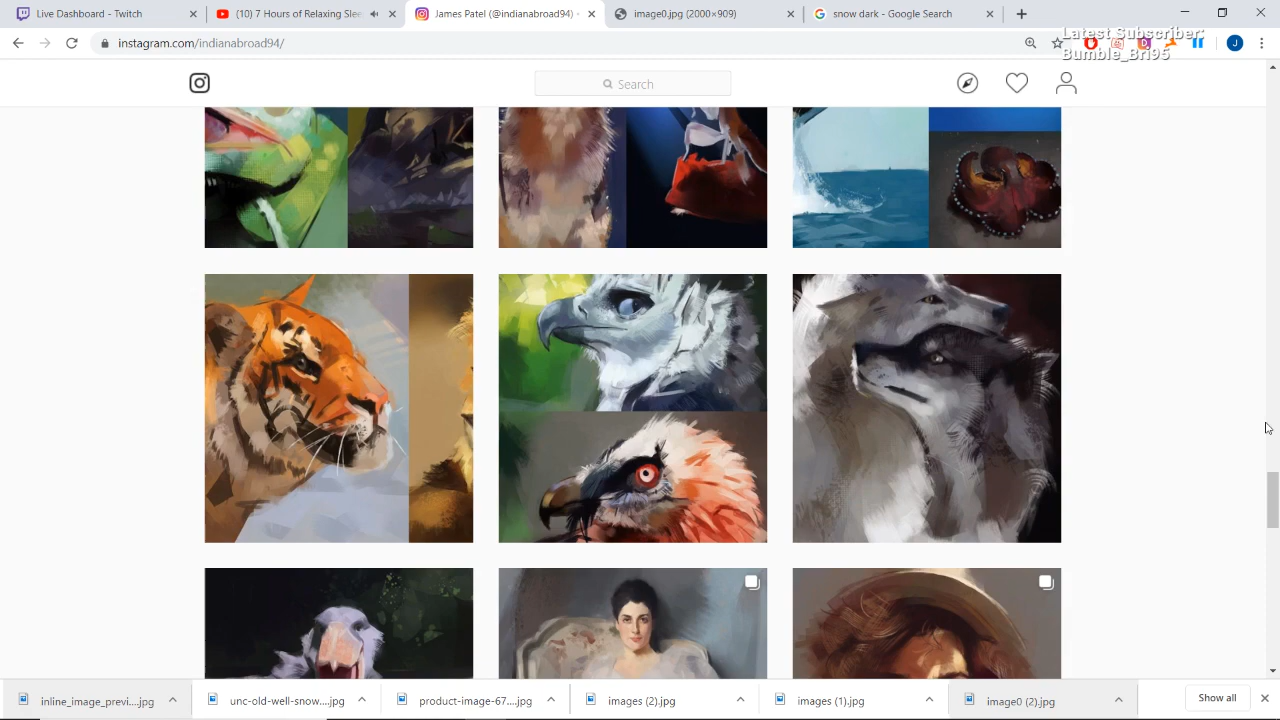 Live Dashboard - Twitch
(10) 7 Hours of Relaxing Slee
James Patel (@indianabroad94) ·
image0.jpg (2000×909)
snow dark - Google Search
instagram.com/indianabroad94/
J
Latest Subscriber:
Bumble_Bri95
Search
inline_image_previ....jpg
unc-old-well-snow....jpg
product-image-67....jpg
images (2).jpg
images (1).jpg
image0 (2).jpg
Show all